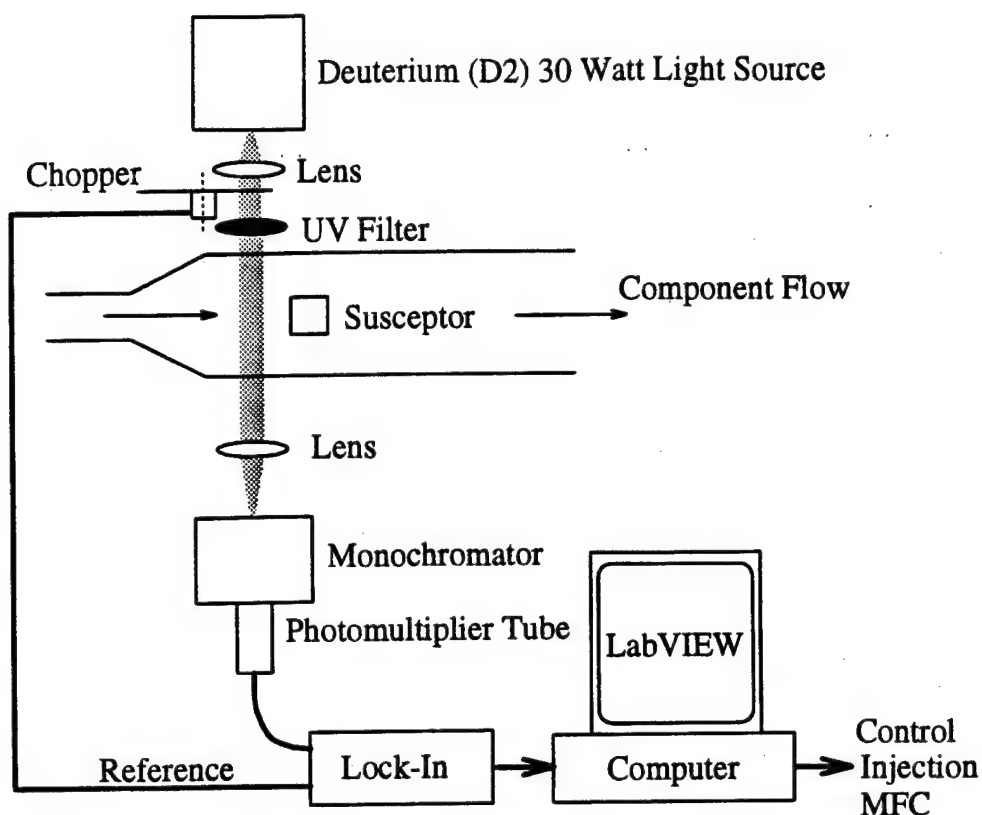 Deuterium (D2) 30 Watt Light Source
Lens
Chopper
UV Filter
Component Flow
Susceptor
Lens
Monochromator
Photomultiplier Tube
LabVIEW
Reference
Lock-In
Computer
Control
Injection
MFC